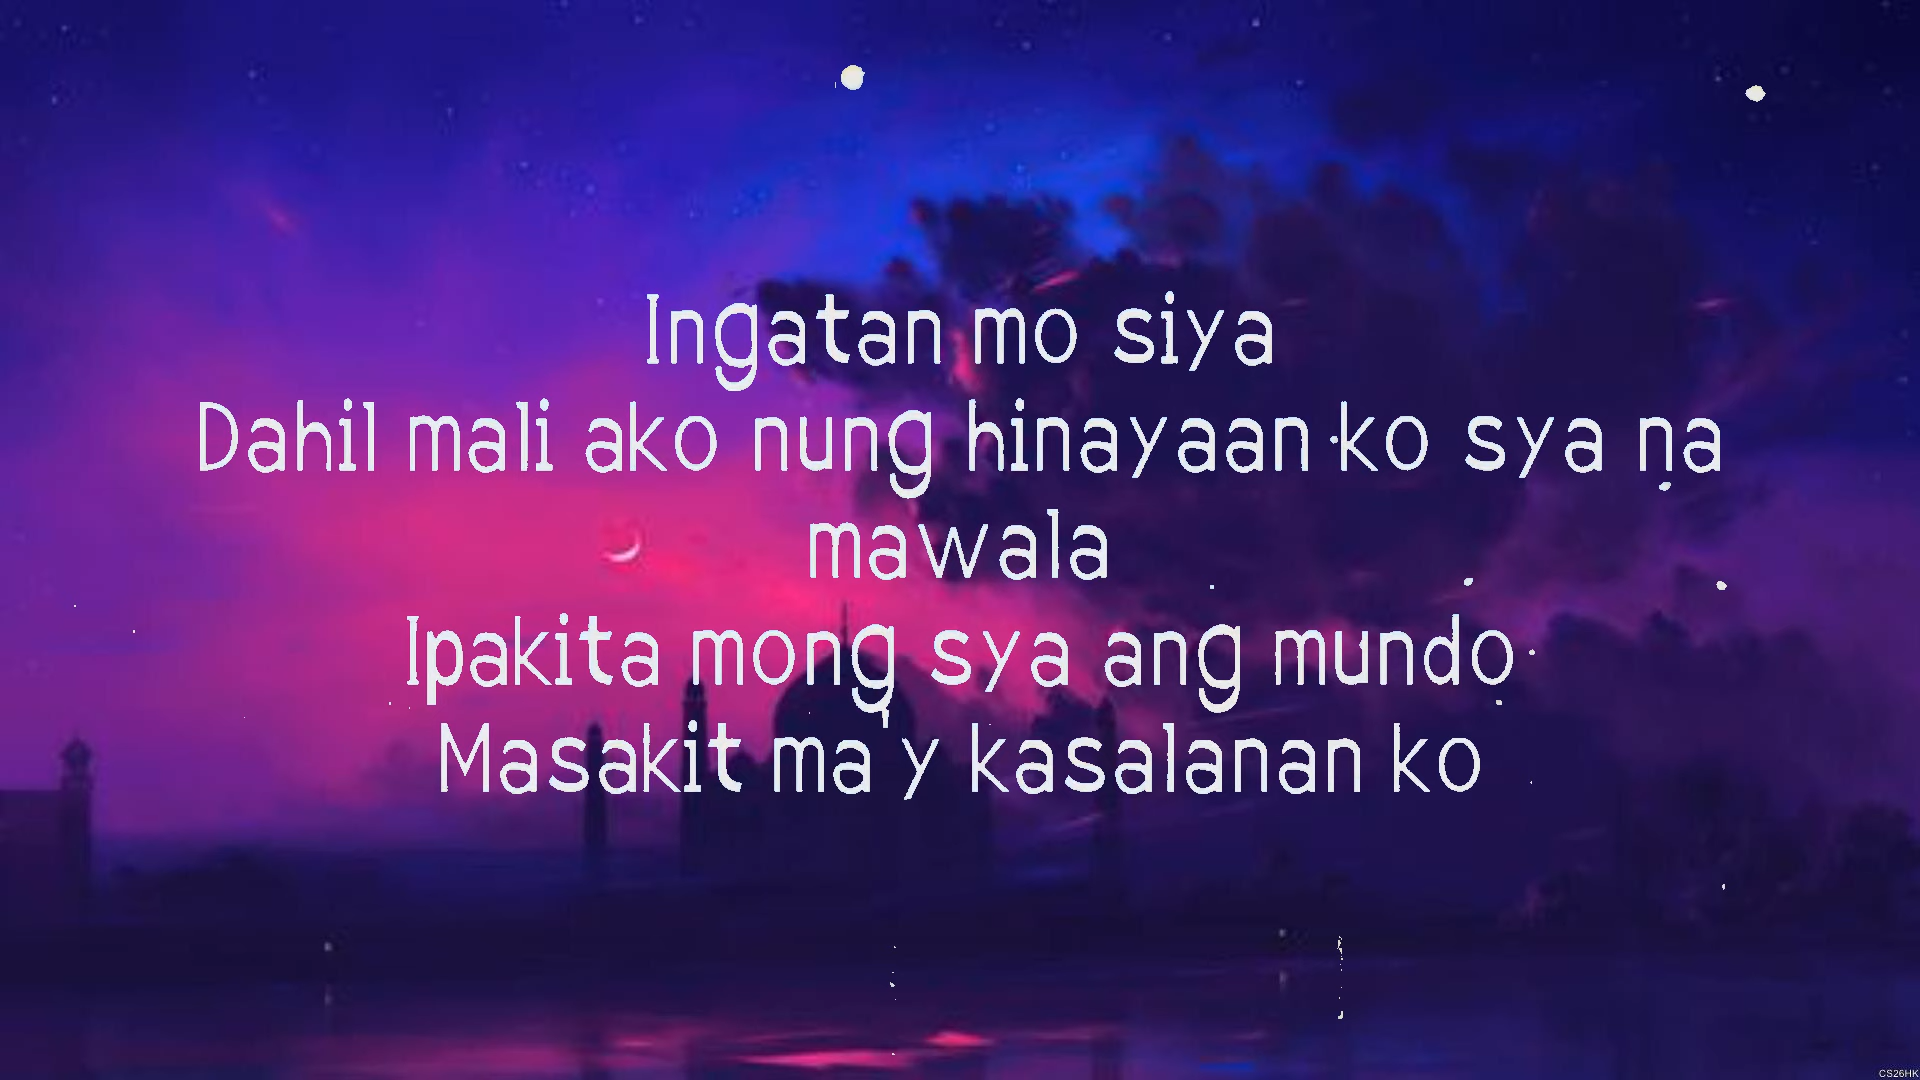 Ingatan mo siya
Dahil mali ako nung hinayaan ko sya na
mawala
Ipakita mong sya ang mundo
Masakit ma'y kasalanan ko
CS26HK